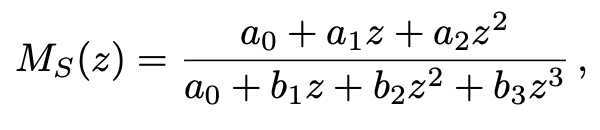 M_S(z) = \frac{a_0 + a_1 z + a_2 z^2}{a_0 + b_1 z + b_2 z^2 + b_3 z^3} ,